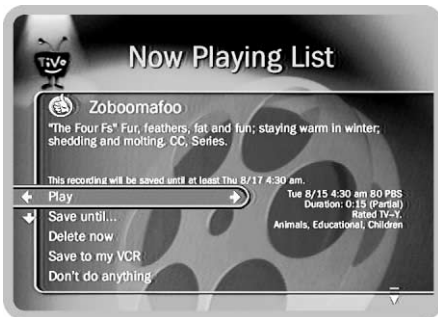 TiVo
Now Playing List
Zoboomafoo
"The Four Fs" Fur, feathers, fat and fun; staying warm in winter;
shedding and molting. CC, Series.
This recording will be saved until at least Thu 8/17 4:30 am.
Play
Tue 8/15 4:30 am 80 PBS
Save until...
Duration: 0:15 (Partial)
Rated TV-Y.
Delete now
Animals, Educational, Children
Save to my VCR
Don't do anything